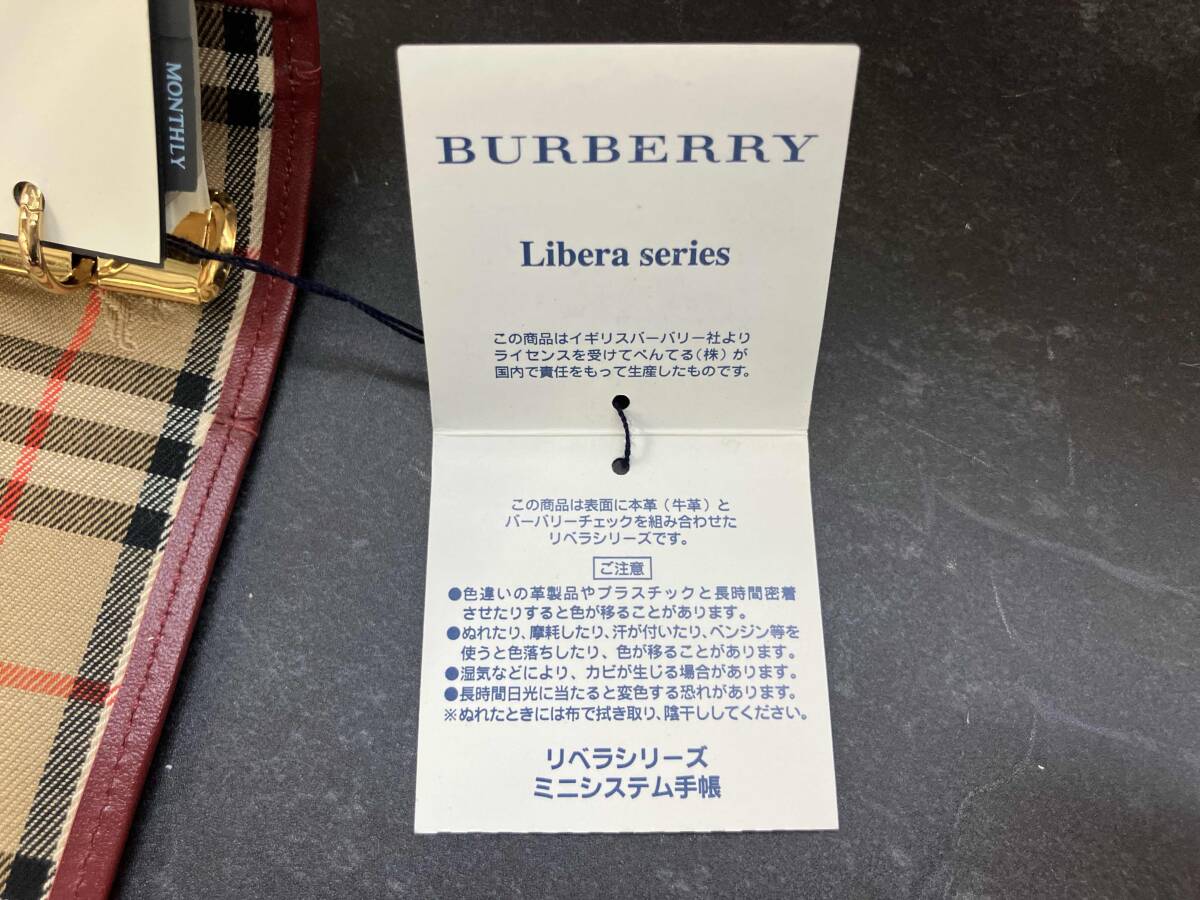 MONTHLY
BURBERRY
Libera series
この商品はイギリスバーバリー社より
ライセンスを受けてぺんてる(株)が
国内で責任をもって生産したものです。
この商品は表面に本革(牛革)と
バーバリーチェックを組み合わせた
リベラシリーズです。
ご注意
●色違いの革製品やプラスチックと長時間密着
させたりすると色が移ることがあります。
●ぬれたり、摩耗したり、汗が付いたり、ベンジン等を
使うと色落ちしたり、色が移ることがあります。
●湿気などにより、カビが生じる場合があります。
●長時間日光に当たると変色する恐れがあります。
※ぬれたときには布で拭き取り、陰干ししてください。
リベラシリーズ
ミニシステム手帳